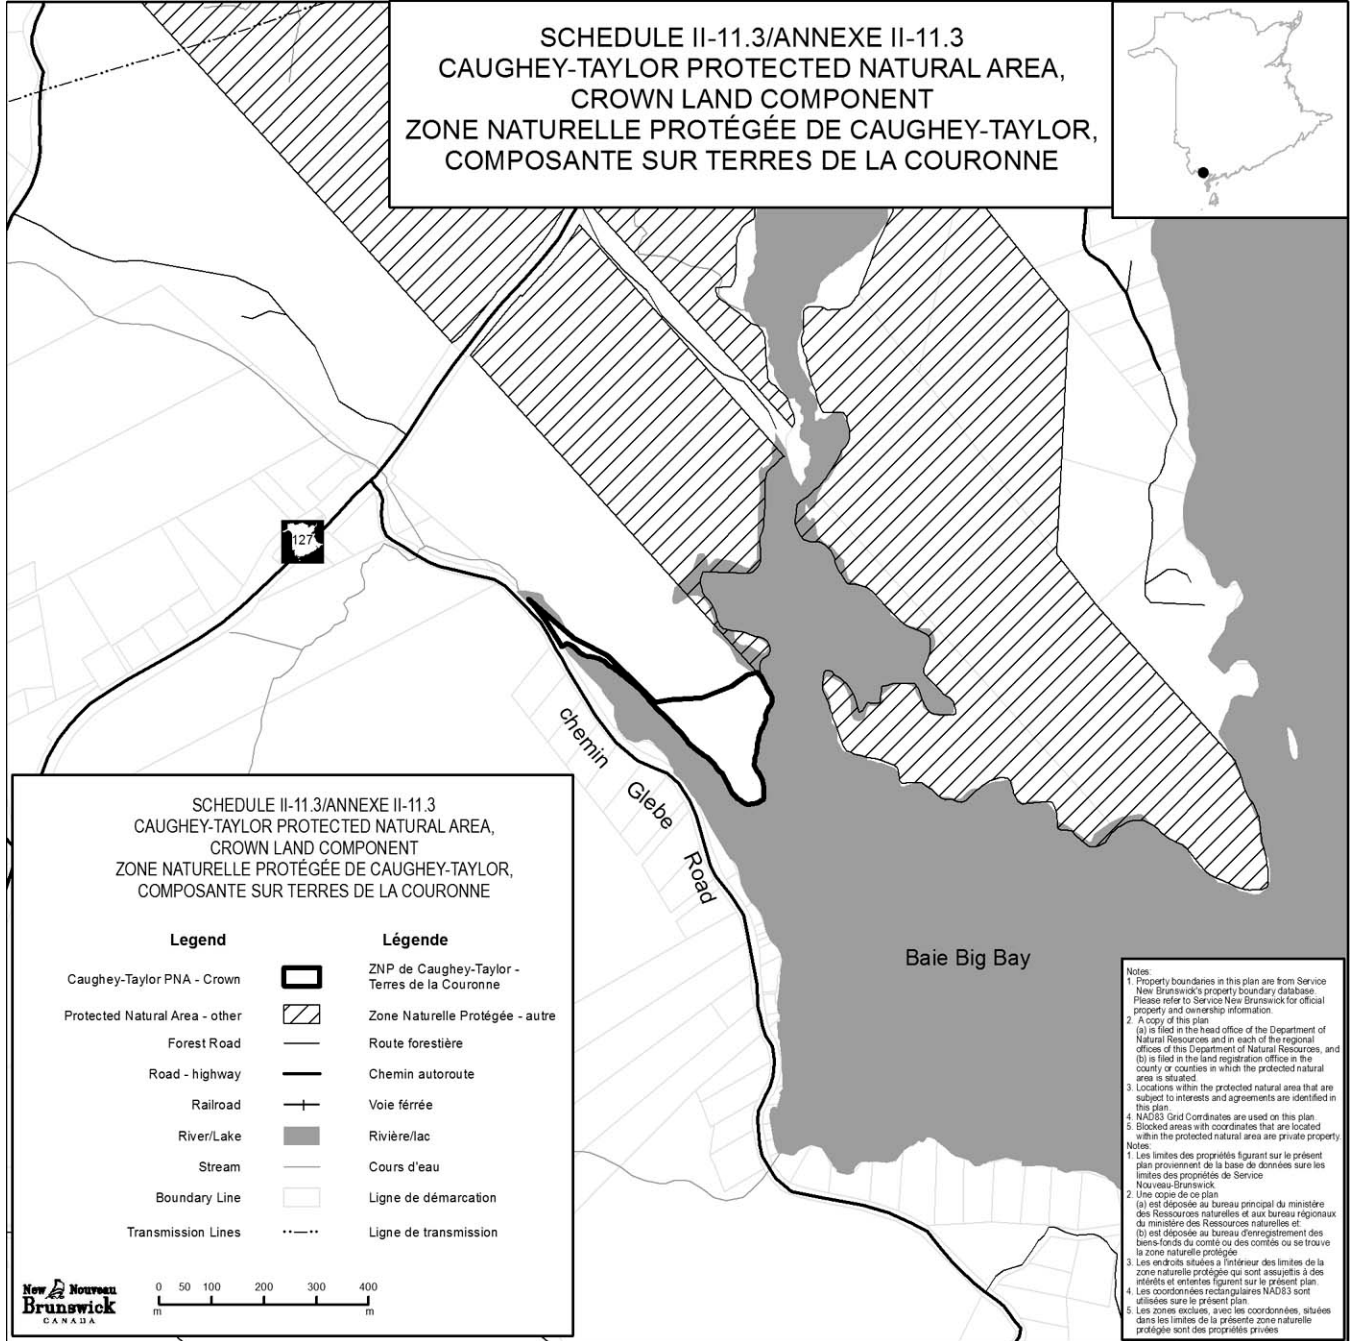 SCHEDULE II-11.3/ANNEXE II-11.3
CAUGHEY-TAYLOR PROTECTED NATURAL AREA,
CROWN LAND COMPONENT
ZONE NATURELLE PROTÉGÉE DE CAUGHEY-TAYLOR,
COMPOSANTE SUR TERRES DE LA COURONNE
127
chemin
Glebe
Road
Baie Big Bay
SCHEDULE II-11.3/ANNEXE II-11.3
CAUGHEY-TAYLOR PROTECTED NATURAL AREA,
CROWN LAND COMPONENT
ZONE NATURELLE PROTÉGÉE DE CAUGHEY-TAYLOR,
COMPOSANTE SUR TERRES DE LA COURONNE
Legend Légende
Caughey-Taylor PNA - Crown
ZNP de Caughey-Taylor -
Terres de la Couronne
Protected Natural Area - other Zone Naturelle Protégée - autre
Forest Road Route forestière
Road - highway Chemin autoroute
Railroad Voie férrée
River/Lake Rivière/lac
Stream Cours d'eau
Boundary Line Ligne de démarcation
Transmission Lines Ligne de transmission
New Nouveau
Brunswick
CANADA
0 50 100 200 300 400
m m
Notes:
1. Property boundaries in this plan are from Service
New Brunswick's property boundary database.
Please refer to Service New Brunswick for official
property and ownership information.
2. A copy of this plan
(a) is filed in the head office of the Department of
Natural Resources and in each of the regional
offices of this Department of Natural Resources, and
(b) is filed in the land registration offfice in the
county or counties in which the protected natural
area is situated.
3. Locations within the protected natural area that are
subject to interests and agreements are identified in
this plan.
4. NAD83 Grid Corrdinates are used on this plan.
5. Blocked areas with coordinates that are located
within the protected natural area are private property.
Notes:
1. Les limites des propriétés figurant sur le présent
plan proviennent de la base de données sure les
limites des propriétés de Service
Nouveau-Brunswick.
2. Une copie de ce plan
(a) est déposée au bureau principal du ministère
des Ressources naturelles et aux bureau régionaux
du ministère des Ressources naturelles et:
(b) est déposée au bureau d'enregistrement des
biens-fonds du comté ou des comtés ou se trouve
la zone naturelle protégée
3. Les endroits situées a l'intérieur des limites de la
zone naturelle protégée qui sont assujettis à des
intérêts et ententes figurent sur le présent plan.
4. Les coordonnées rectangulaires NAD83 sont
utilisées sure le présent plan.
5. Les zones exclues, avec les coordonnées, situées
dans les limites de la présente zone naturelle
protégée sont des propriétés privées